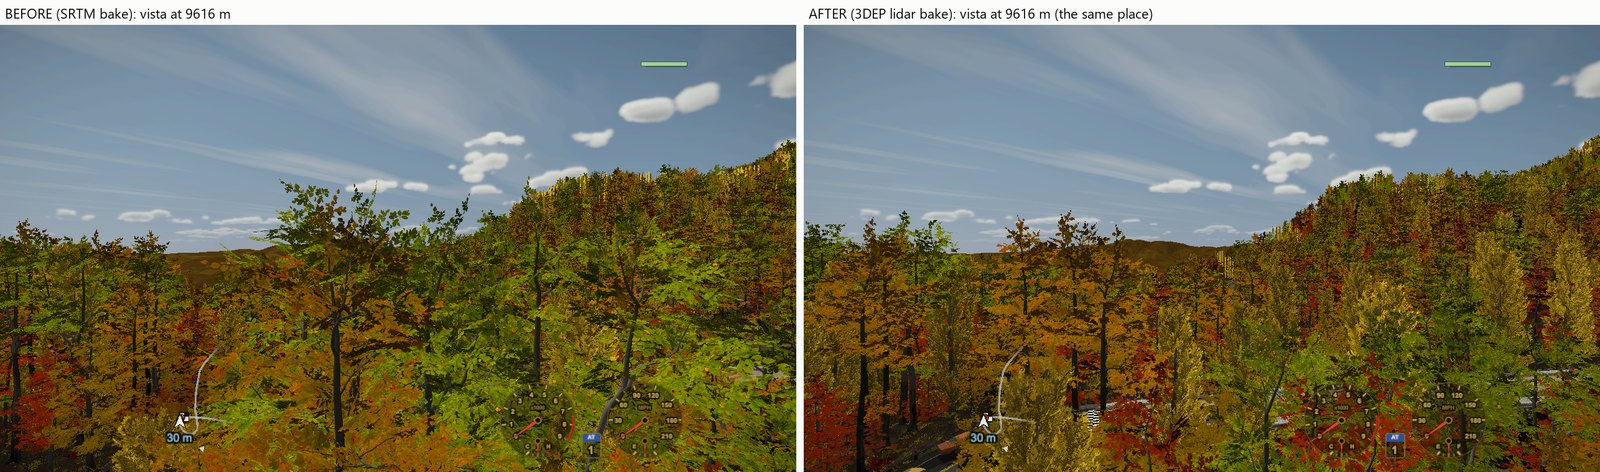 BEFORE (SRTM bake): vista at 9616 m
AFTER (3DEP lidar bake): vista at 9616 m (the same place)
30 m
AT
1
30 m
AT
1